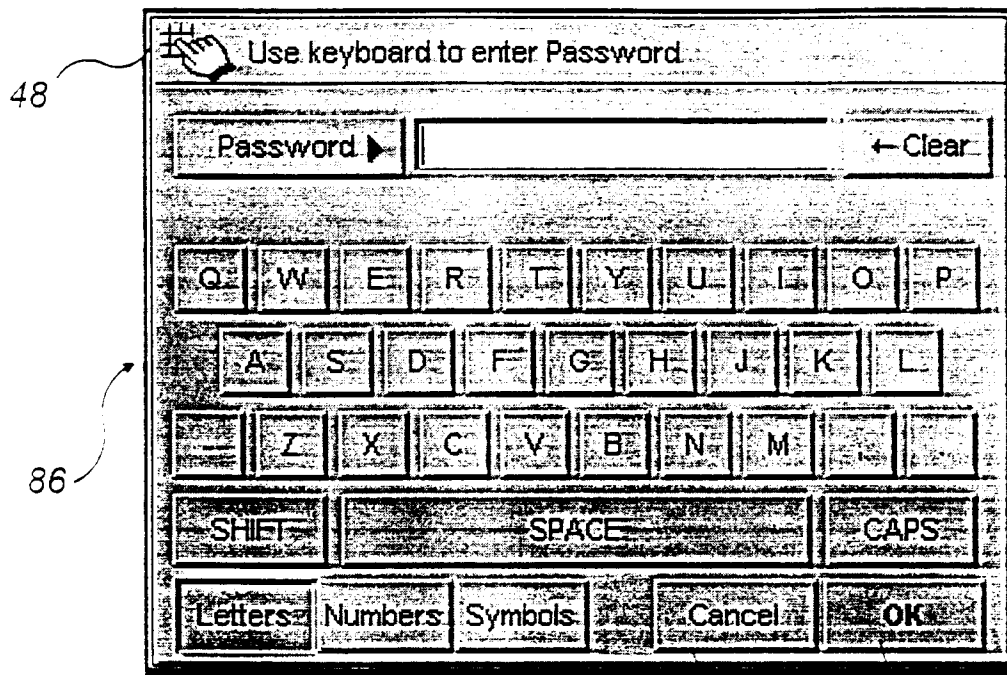 Use keyboard to enter Password
48
Password ▶ ←Clear
Q W E R T Y U I O P
A S D F G H J K L
Z X C V B N M
86
SHIFT SPACE CAPS
Letters Numbers Symbols Cancel OK